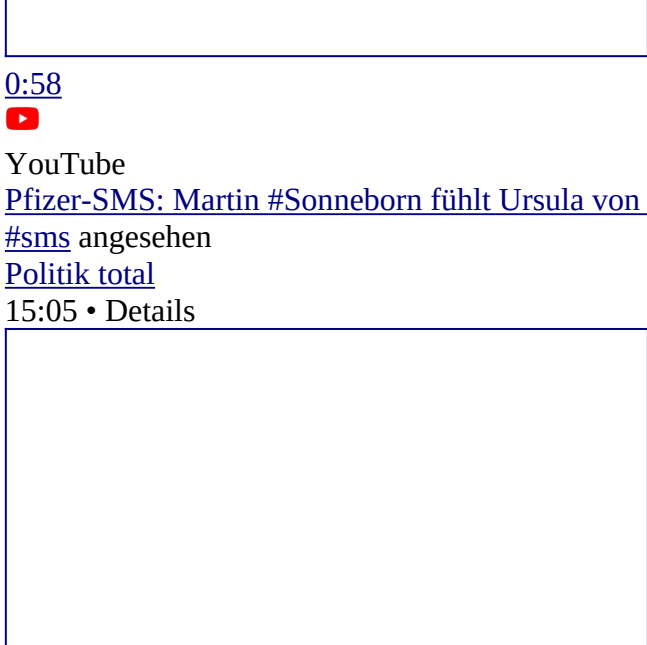 0:58
YouTube
Pfizer-SMS: Martin #Sonneborn fühlt Ursula von
#sms angesehen
Politik total
15:05 • Details